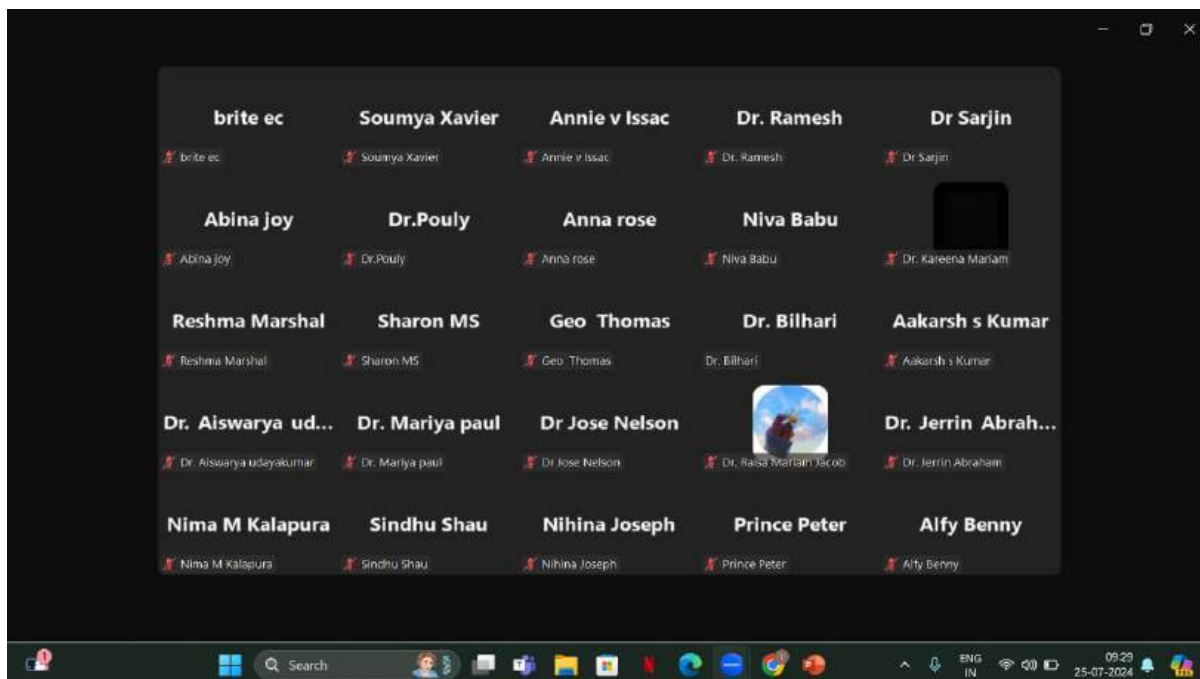 brite ec Soumya Xavier Annie v Issac Dr. Ramesh Dr Sarjin
brite ec Soumya Xavier Annie v Issac Dr. Ramesh Dr Sarjin
Abina joy Dr.Pouly Anna rose Niva Babu
Abina joy Dr.Pouly Anna rose Niva Babu Dr. Kareena Mariam
Reshma Marshal Sharon MS Geo Thomas Dr. Bilhari Aakarsh s Kumar
Reshma Marshal Sharon MS Geo Thomas Dr. Bilhari Aakarsh s Kumar
Dr. Aiswarya ud... Dr. Mariya paul Dr Jose Nelson Dr. Jerrin Abrah...
Dr. Aiswarya udayakumar Dr. Mariya paul Dr Jose Nelson Dr. Raisa Mariam Jacob Dr. Jerrin Abraham
Nima M Kalapura Sindhu Shau Nihina Joseph Prince Peter Alfy Benny
Nima M Kalapura Sindhu Shau Nihina Joseph Prince Peter Alfy Benny
1 Search ENG 09:29
IN 25-07-2024